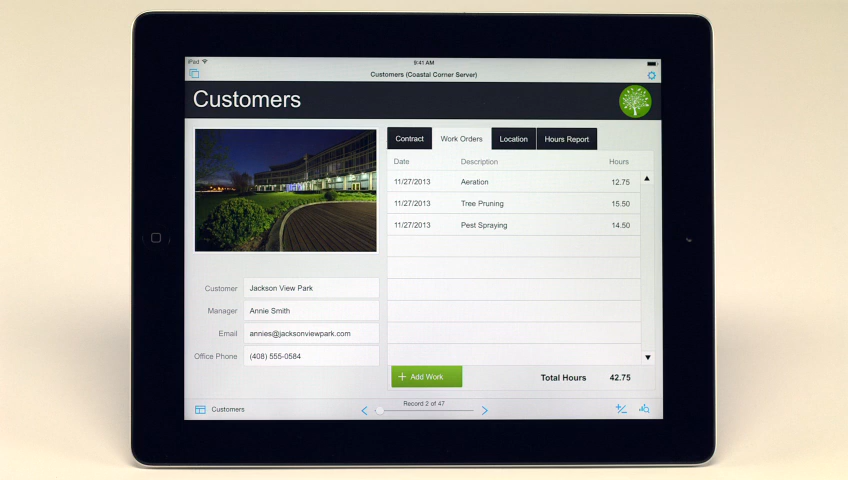 iPad 9:41 AM
Customers (Coastal Corner Server)
Customers
Contract Work Orders Location Hours Report
Date Description Hours
11/27/2013 Aeration 12.75
11/27/2013 Tree Pruning 15.50
11/27/2013 Pest Spraying 14.50
Customer Jackson View Park
Manager Annie Smith
Email annies@jacksonviewpark.com
Office Phone (408) 555-0584
+ Add Work Total Hours 42.75
Customers Record 2 of 47